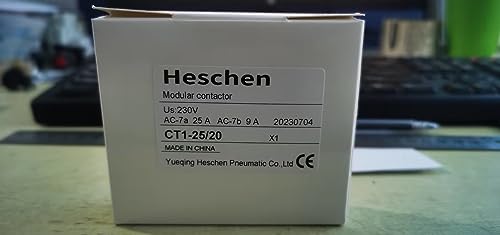 Heschen
Modular contactor
Us:230V
AC-7a 25 A AC-7b 9 A 20230704
CT1-25/20 X1
MADE IN CHINA
Yueqing Heschen Pneumatic Co.,Ltd CE